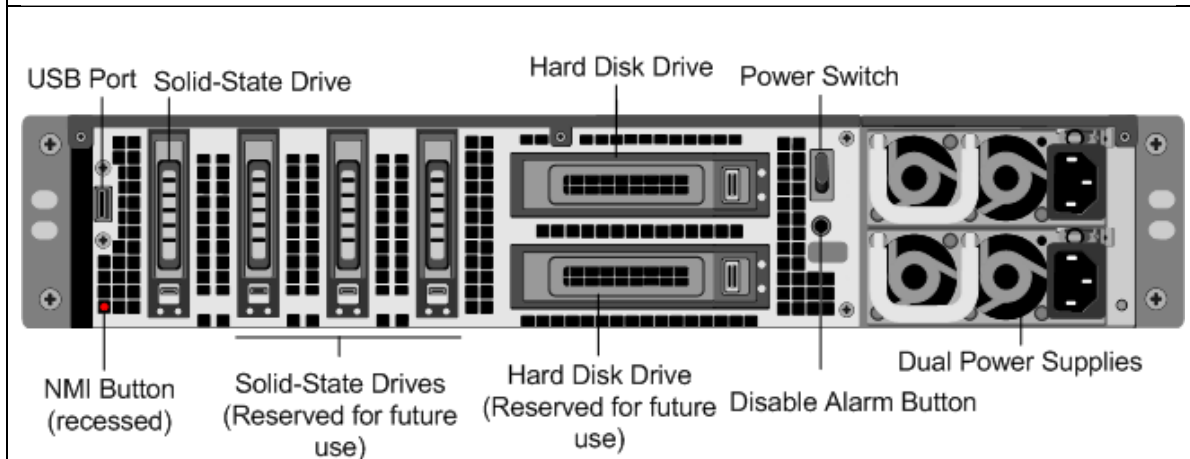 USB Port
Solid-State Drive
Hard Disk Drive
Power Switch
NMI Button
(recessed)
Solid-State Drives
(Reserved for future
use)
Hard Disk Drive
(Reserved for future
use)
Disable Alarm Button
Dual Power Supplies